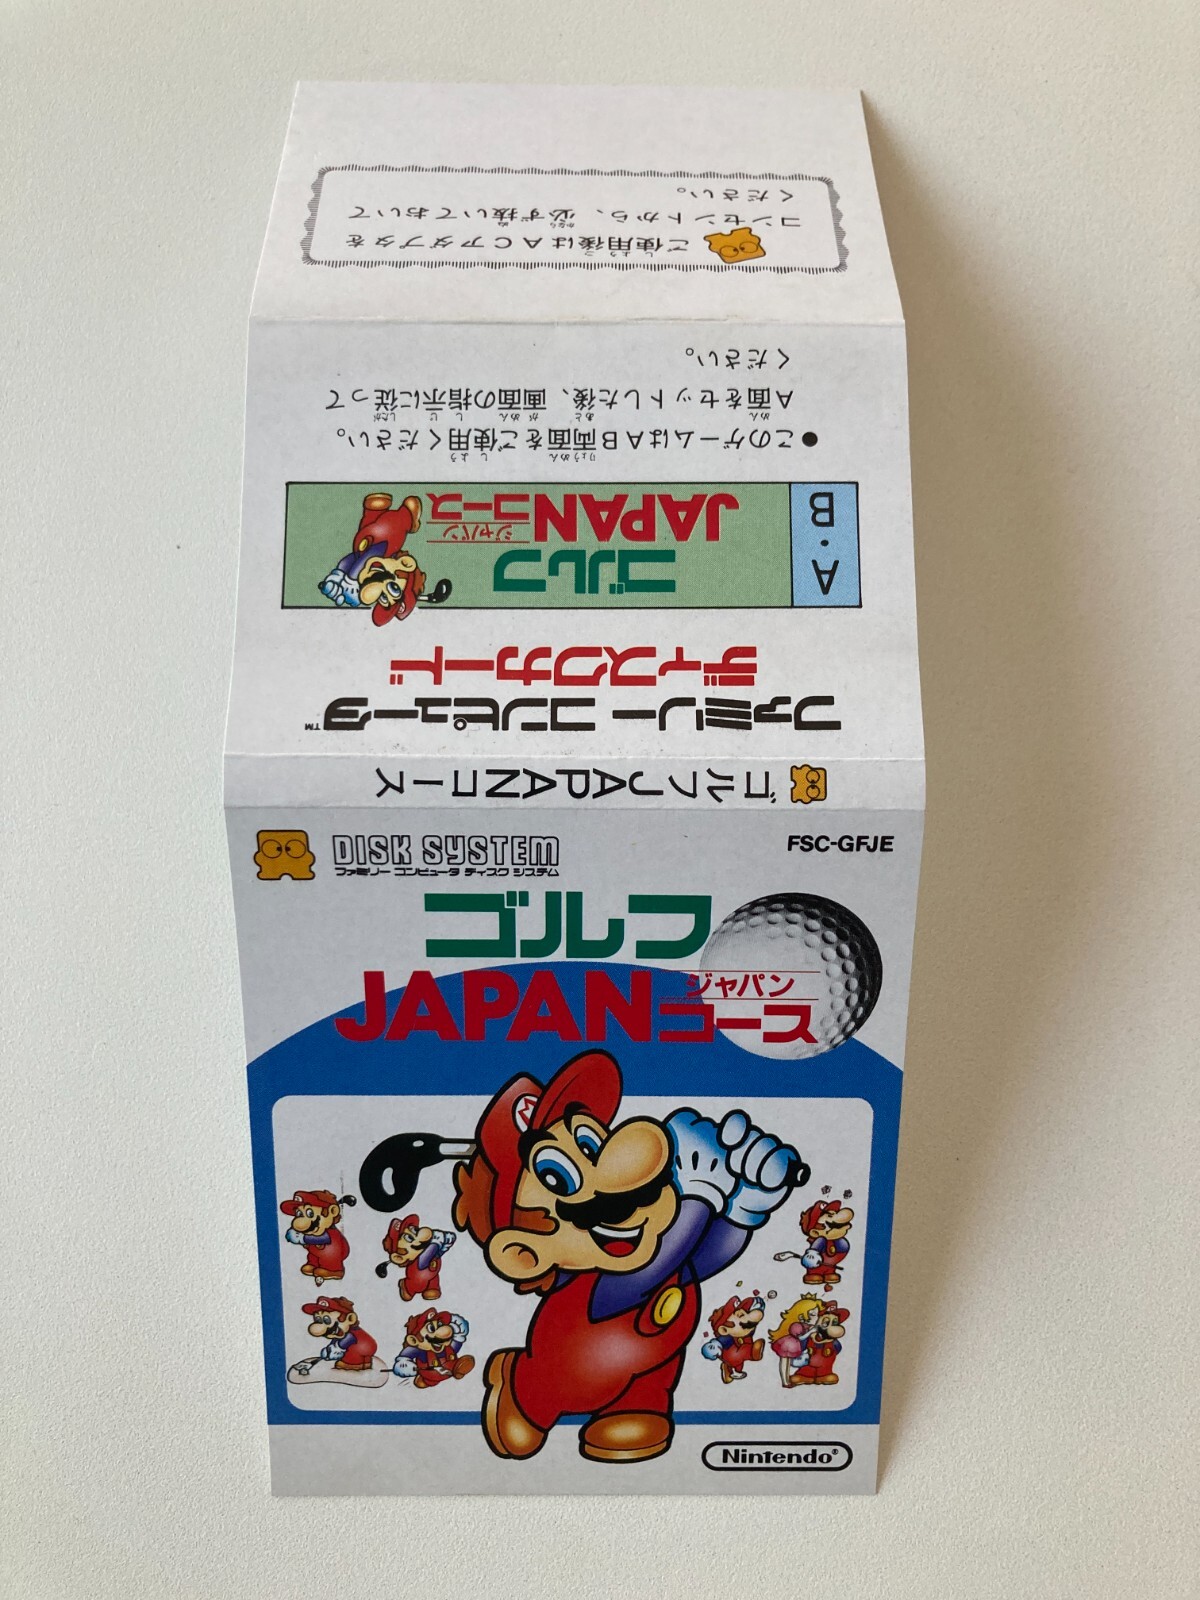 ご使用後はACアダプタを
コンセントから、必ず抜いておいて
ください。
ファミリー コンピュータ™
ディスクカード
A・B
ゴルフ
JAPANコース
ジャパン
●このゲームはAB両面をご使用ください。
A面をセットした後、画面の指示に従って
ください。
ゴルフJAPANコース
DISK SYSTEM
ファミリー コンピュータ ディスク システム
FSC-GFJE
ゴルフ
ジャパン
JAPANコース
M
Nintendo®